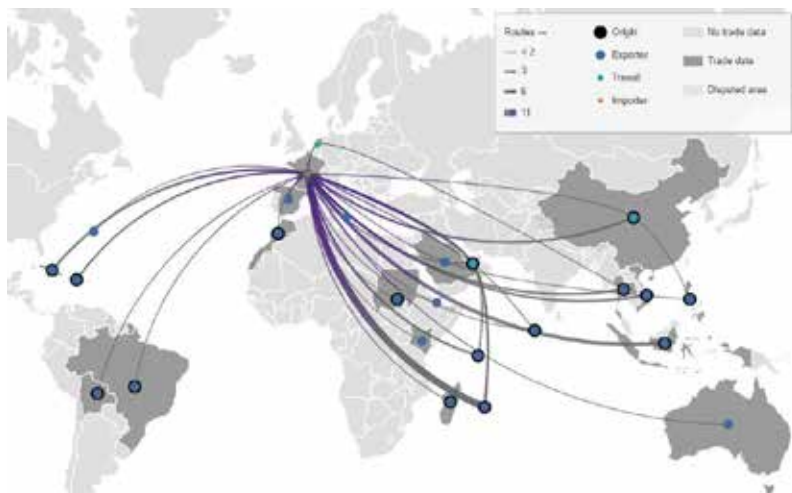 Routes —
< 2
3
6
11
Origin
Exporter
Transit
Importer
No trade data
Trade data
Disputed area